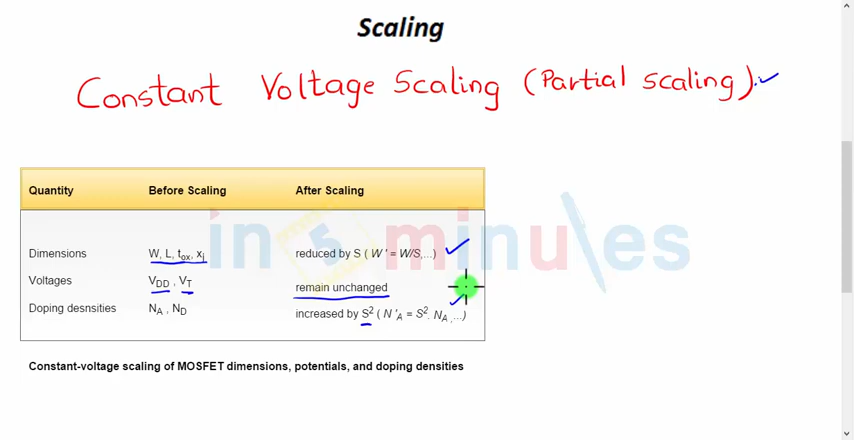 Scaling
Constant Voltage Scaling (Partial scaling).
Quantity Before Scaling After Scaling
in 5 minutes
Dimensions W, L, tox, xj reduced by S ( W ' = W/S,...)
Voltages VDD , VT remain unchanged
Doping desnsities NA, ND increased by S² ( N 'A = S². NA ,...)
Constant-voltage scaling of MOSFET dimensions, potentials, and doping densities